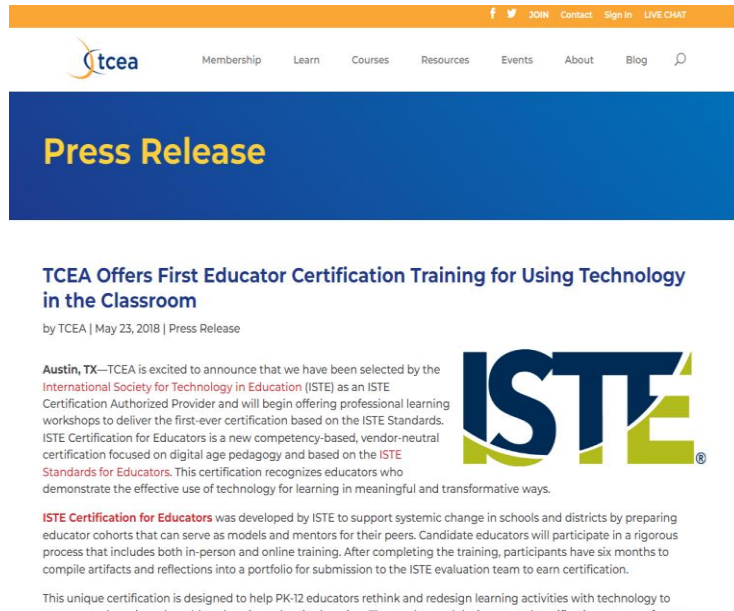 JOIN Contact Sign In LIVE CHAT
tcea
Membership Learn Courses Resources Events About Blog
Press Release
TCEA Offers First Educator Certification Training for Using Technology
in the Classroom
by TCEA | May 23, 2018 | Press Release
Austin, TX—TCEA is excited to announce that we have been selected by the
International Society for Technology in Education (ISTE) as an ISTE
Certification Authorized Provider and will begin offering professional learning
workshops to deliver the first-ever certification based on the ISTE Standards.
ISTE Certification for Educators is a new competency-based, vendor-neutral
certification focused on digital age pedagogy and based on the ISTE
Standards for Educators. This certification recognizes educators who
demonstrate the effective use of technology for learning in meaningful and transformative ways.
ISTE®
ISTE Certification for Educators was developed by ISTE to support systemic change in schools and districts by preparing
educator cohorts that can serve as models and mentors for their peers. Candidate educators will participate in a rigorous
process that includes both in-person and online training. After completing the training, participants have six months to
compile artifacts and reflections into a portfolio for submission to the ISTE evaluation team to earn certification.
This unique certification is designed to help PK-12 educators rethink and redesign learning activities with technology to